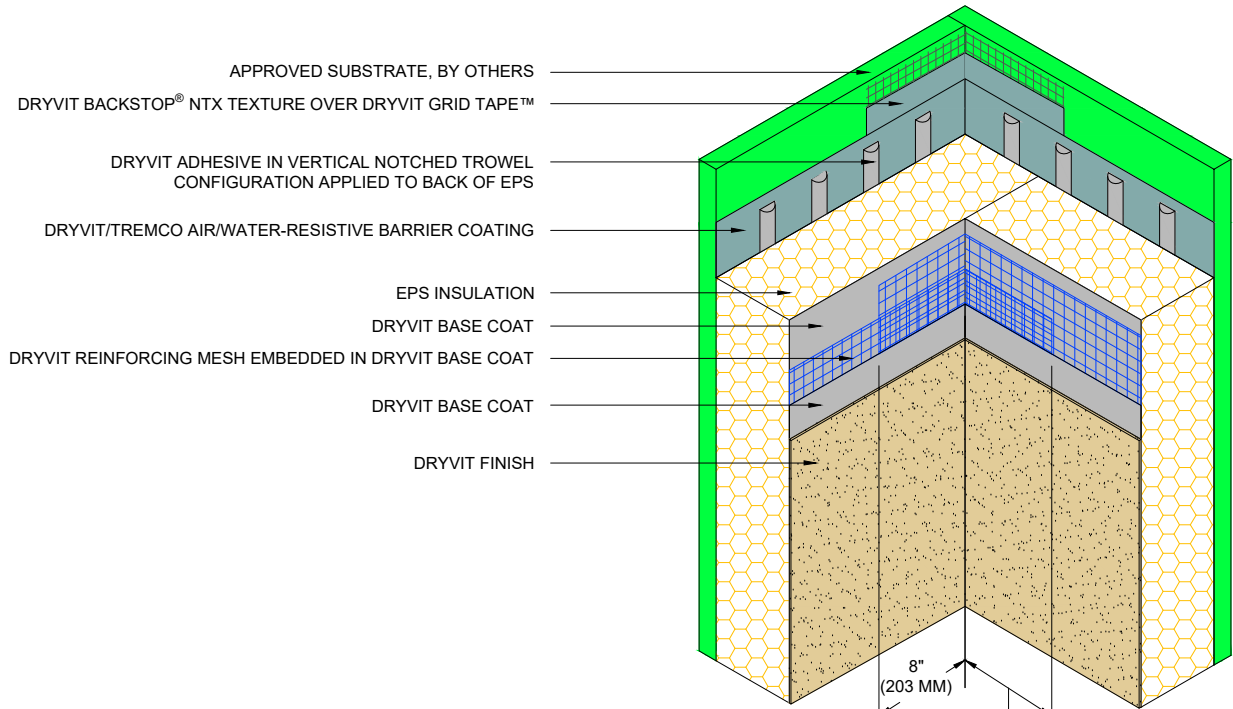 APPROVED SUBSTRATE, BY OTHERS
DRYVIT BACKSTOP® NTX TEXTURE OVER DRYVIT GRID TAPE™
DRYVIT ADHESIVE IN VERTICAL NOTCHED TROWEL
CONFIGURATION APPLIED TO BACK OF EPS
DRYVIT/TREMCO AIR/WATER-RESISTIVE BARRIER COATING
EPS INSULATION
DRYVIT BASE COAT
DRYVIT REINFORCING MESH EMBEDDED IN DRYVIT BASE COAT
DRYVIT BASE COAT
DRYVIT FINISH
8"
(203 MM)